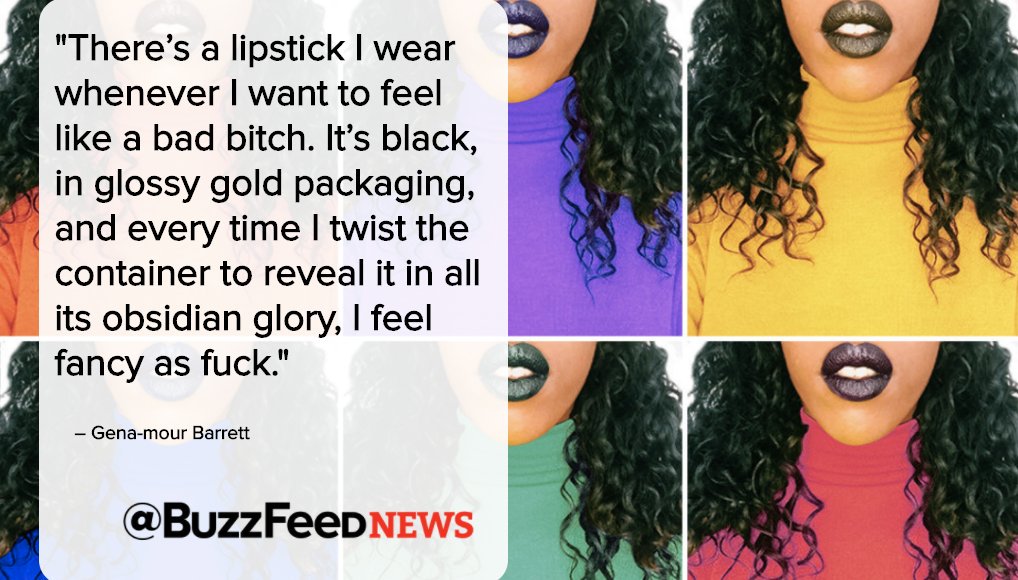 "There’s a lipstick I wear
whenever I want to feel
like a bad bitch. It’s black,
in glossy gold packaging,
and every time I twist the
container to reveal it in all
its obsidian glory, I feel
fancy as fuck."
– Gena-mour Barrett
@BuzzFeedNEWS